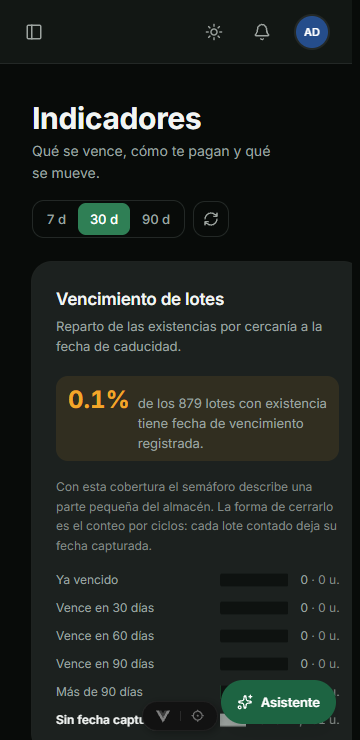 AD
Indicadores
Qué se vence, cómo te pagan y qué
se mueve.
7 d 30 d 90 d
Vencimiento de lotes
Reparto de las existencias por cercanía a la
fecha de caducidad.
0.1% de los 879 lotes con existencia
tiene fecha de vencimiento
registrada.
Con esta cobertura el semáforo describe una
parte pequeña del almacén. La forma de cerrarlo
es el conteo por ciclos: cada lote contado deja su
fecha capturada.
Ya vencido 0 · 0 u.
Vence en 30 días 0 · 0 u.
Vence en 60 días 0 · 0 u.
Vence en 90 días 0 · 0 u.
Más de 90 días u.
Asistente
Sin fecha